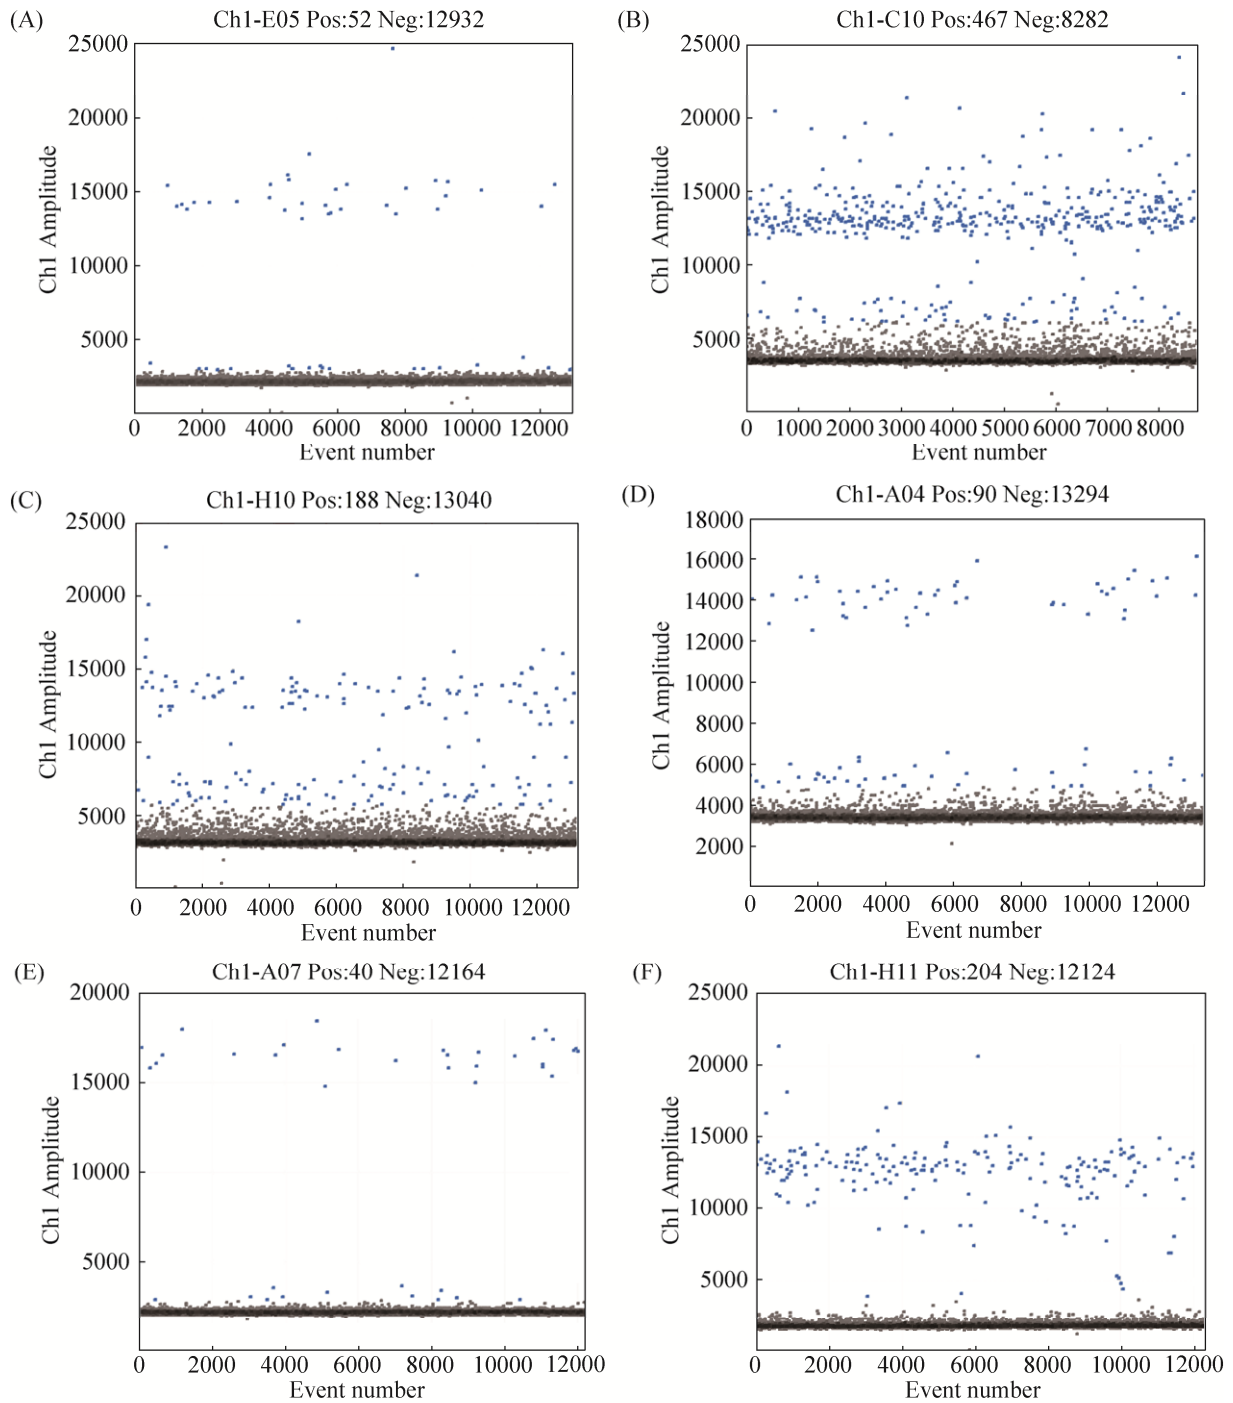 (A)
Ch1-E05 Pos:52 Neg:12932
25000
20000
15000
10000
5000
Ch1 Amplitude
0 2000 4000 6000 8000 10000 12000
Event number
(B)
Ch1-C10 Pos:467 Neg:8282
25000
20000
15000
10000
5000
Ch1 Amplitude
0 1000 2000 3000 4000 5000 6000 7000 8000
Event number
(C)
Ch1-H10 Pos:188 Neg:13040
25000
20000
15000
10000
5000
Ch1 Amplitude
0 2000 4000 6000 8000 10000 12000
Event number
(D)
Ch1-A04 Pos:90 Neg:13294
18000
16000
14000
12000
10000
8000
6000
4000
2000
Ch1 Amplitude
0 2000 4000 6000 8000 10000 12000
Event number
(E)
Ch1-A07 Pos:40 Neg:12164
20000
15000
10000
5000
Ch1 Amplitude
0 2000 4000 6000 8000 10000 12000
Event number
(F)
Ch1-H11 Pos:204 Neg:12124
25000
20000
15000
10000
5000
Ch1 Amplitude
0 2000 4000 6000 8000 10000 12000
Event number